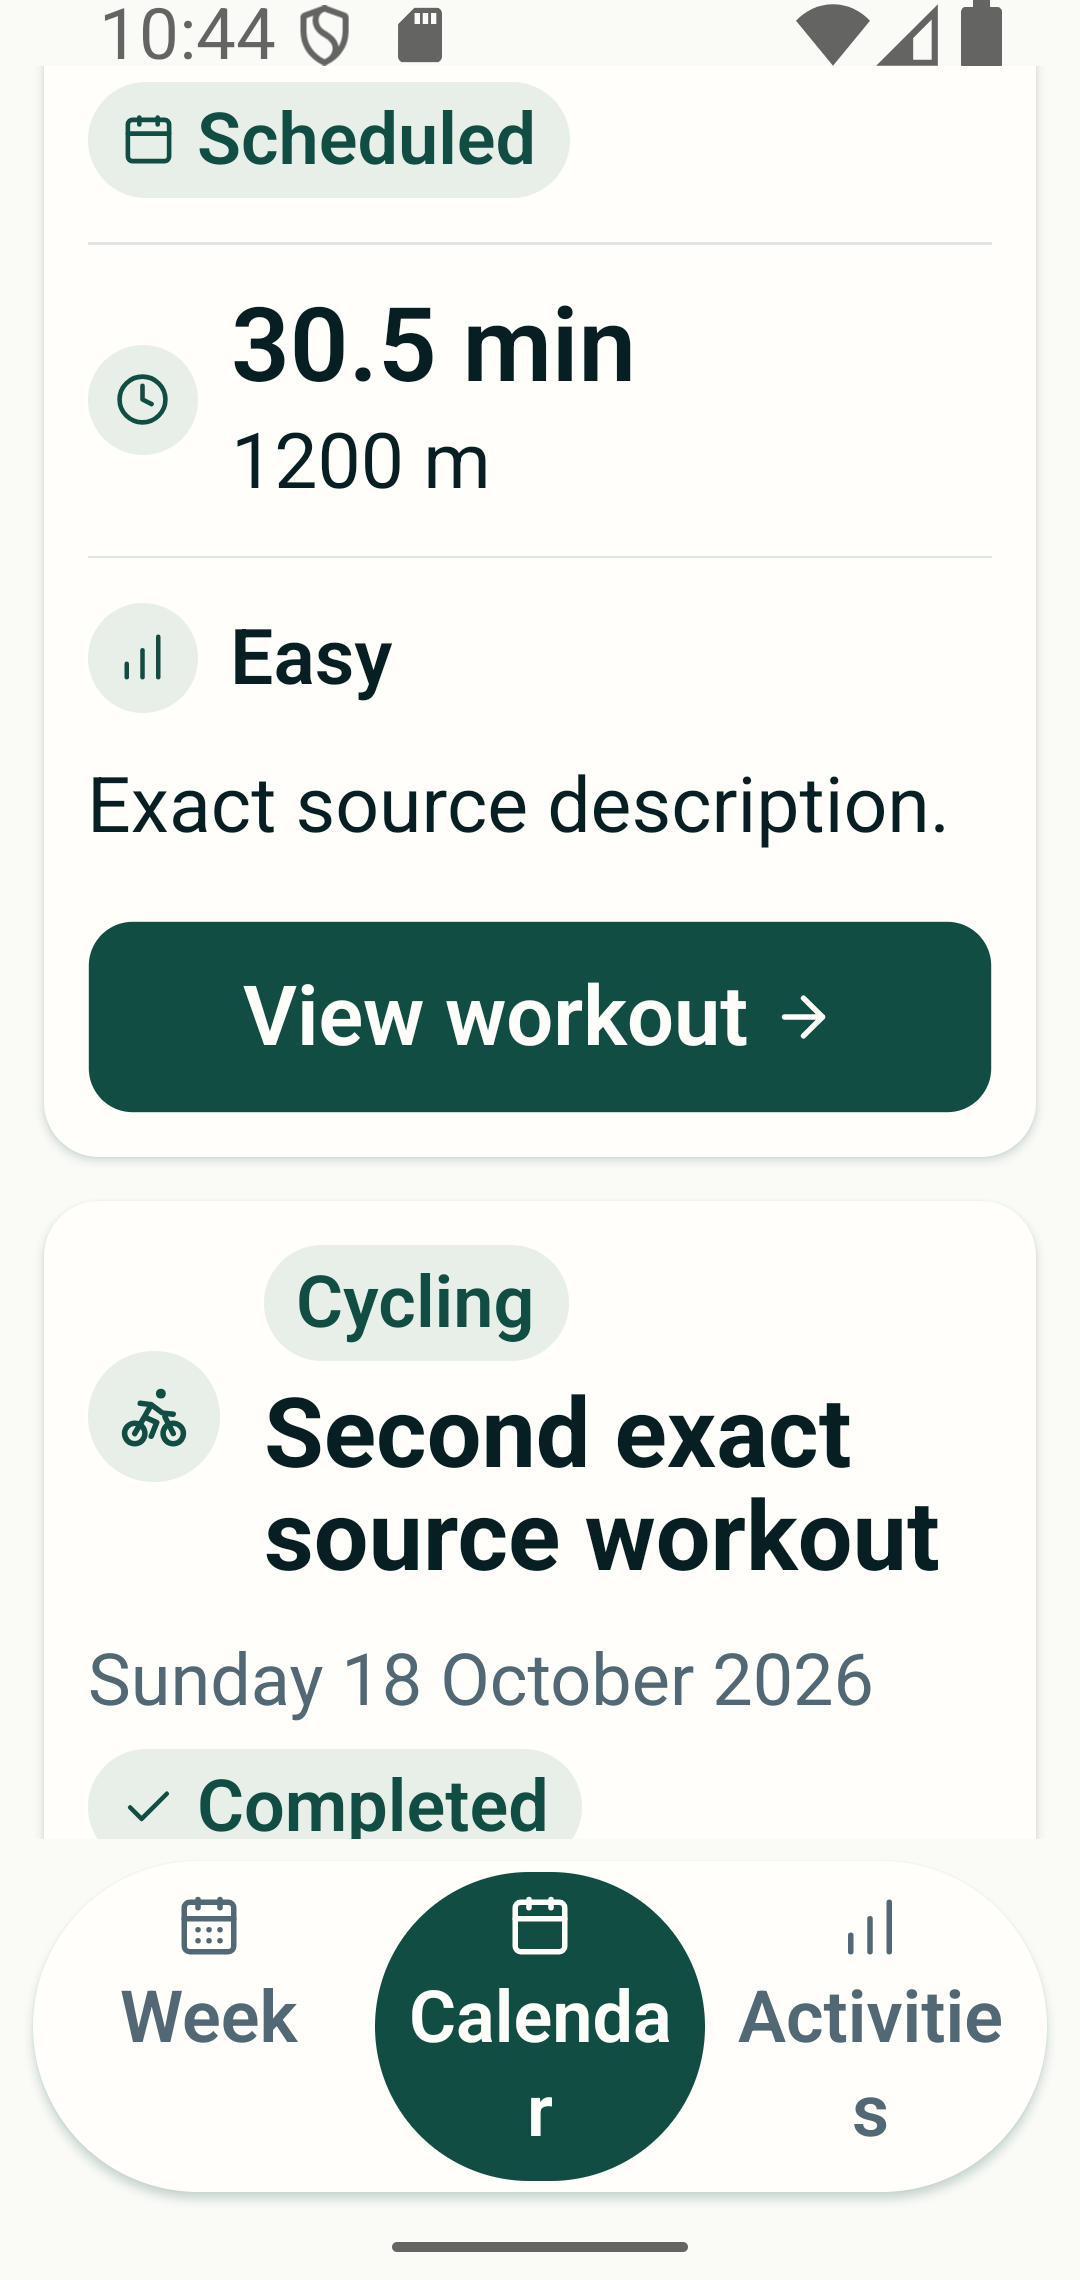 10:44
Scheduled
30.5 min
1200 m
Easy
Exact source description.
View workout
Cycling
Second exact
source workout
Sunday 18 October 2026
Completed
Week
Calenda
r
Activitie
s